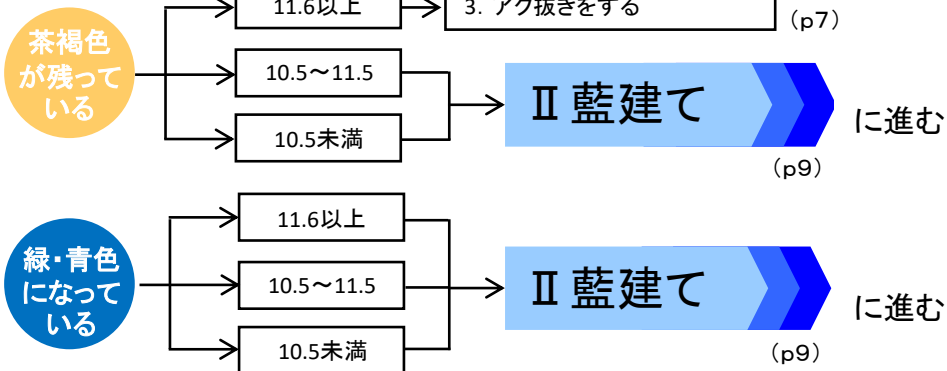 11.6以上
3. アク抜きをする
(p7)
茶褐色
が残って
いる
10.5～11.5
10.5未満
Ⅱ 藍建て
に進む
(p9)
緑・青色
になって
いる
11.6以上
10.5～11.5
10.5未満
Ⅱ 藍建て
に進む
(p9)